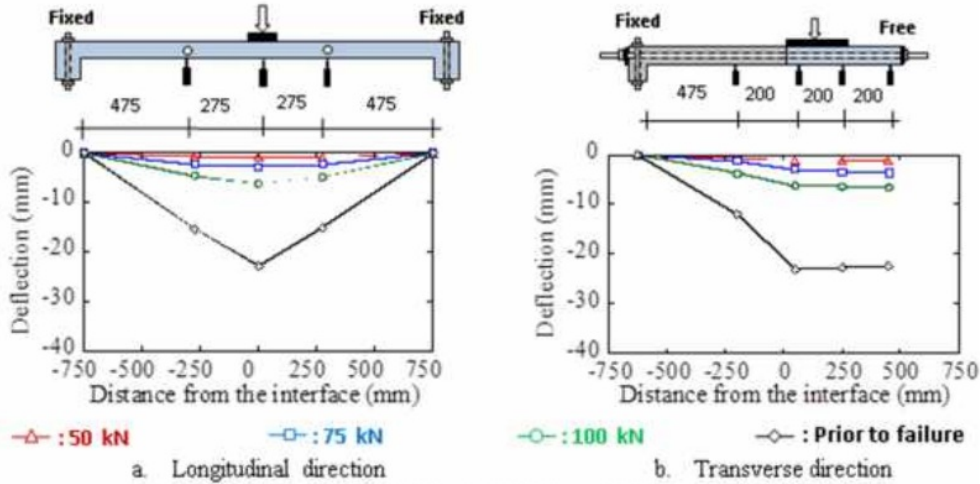 Fixed Fixed
475 275 275 475
0
-10
-20
-30
-40
Deflection (mm)
-750 -500 -250 0 250 500 750
Distance from the interface (mm)
Fixed Free
475 200 200 200
0
-10
-20
-30
-40
Deflection (mm)
-750 -500 -250 0 250 500 750
Distance from the interface (mm)
: 50 kN : 75 kN : 100 kN : Prior to failure
a. Longitudinal direction
b. Transverse direction